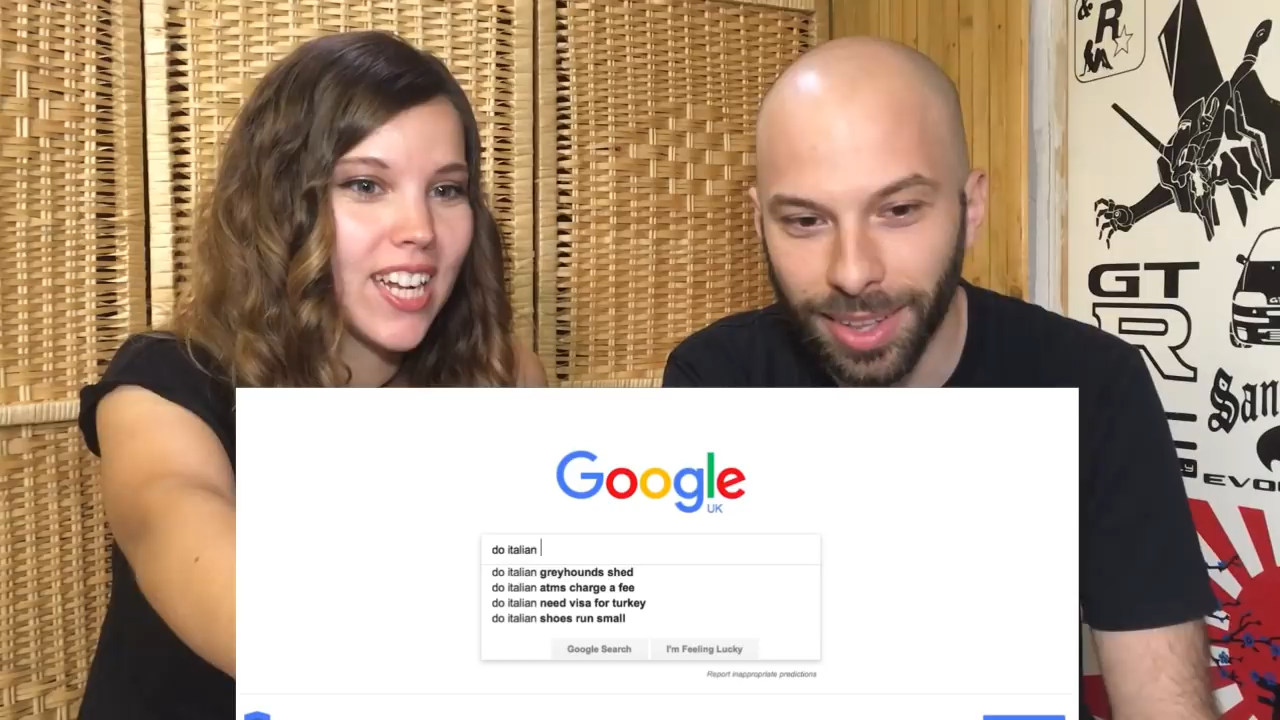 & R
GT
R
San
EVO
Google
UK
do italian
do italian greyhounds shed
do italian atms charge a fee
do italian need visa for turkey
do italian shoes run small
Google Search I'm Feeling Lucky
Report inappropriate predictions